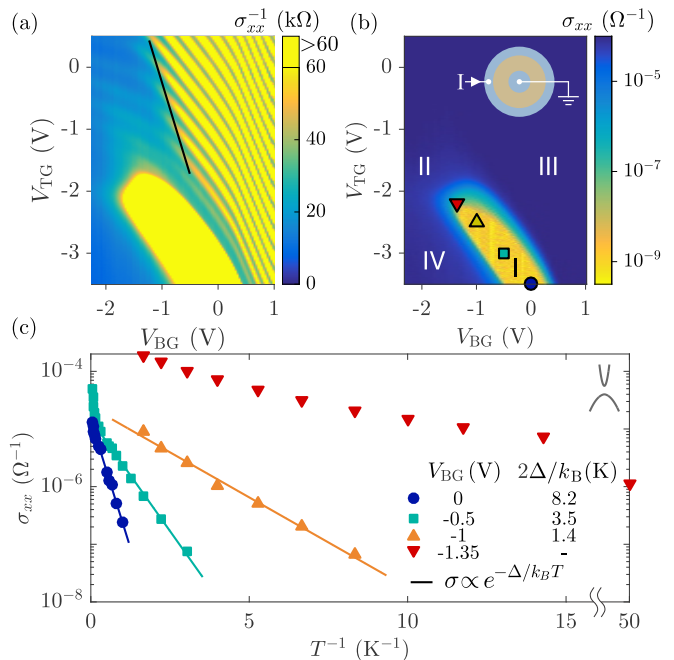 (a)
σxx⁻¹ (kΩ)
>60
60
40
20
0
VTG (V)
0
-1
-2
-3
-2
-1
0
1
VBG (V)
(b)
σxx (Ω⁻¹)
10⁻⁵
10⁻⁷
10⁻⁹
VTG (V)
0
-1
-2
-3
I
II
III
IV
I
-2
-1
0
1
VBG (V)
(c)
σxx (Ω⁻¹)
10⁻⁴
10⁻⁶
10⁻⁸
VBG (V) 2Δ/kB(K)
0 8.2
-0.5 3.5
-1 1.4
-1.35 -
σ ∝ e^(-Δ/kBT)
0
5
10
15
50
T⁻¹ (K⁻¹)